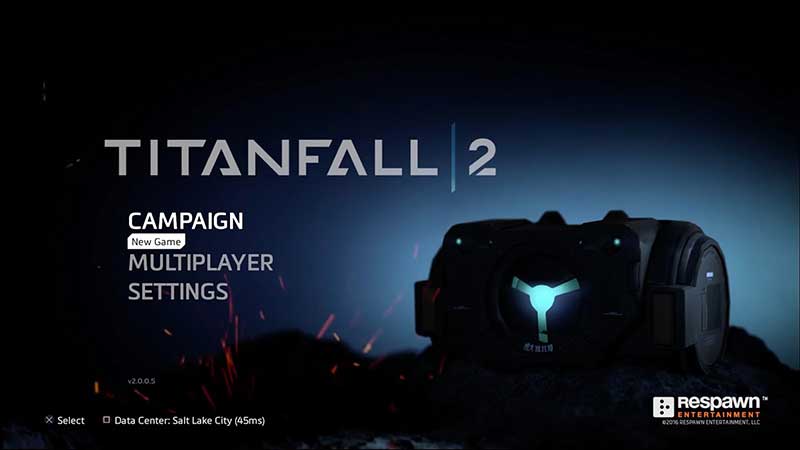 TITANFALL | 2
CAMPAIGN
New Game
MULTIPLAYER
SETTINGS
v2.0.0.5
Select
Data Center: Salt Lake City (45ms)
RESPAWN™
ENTERTAINMENT
©2016 RESPAWN ENTERTAINMENT, LLC